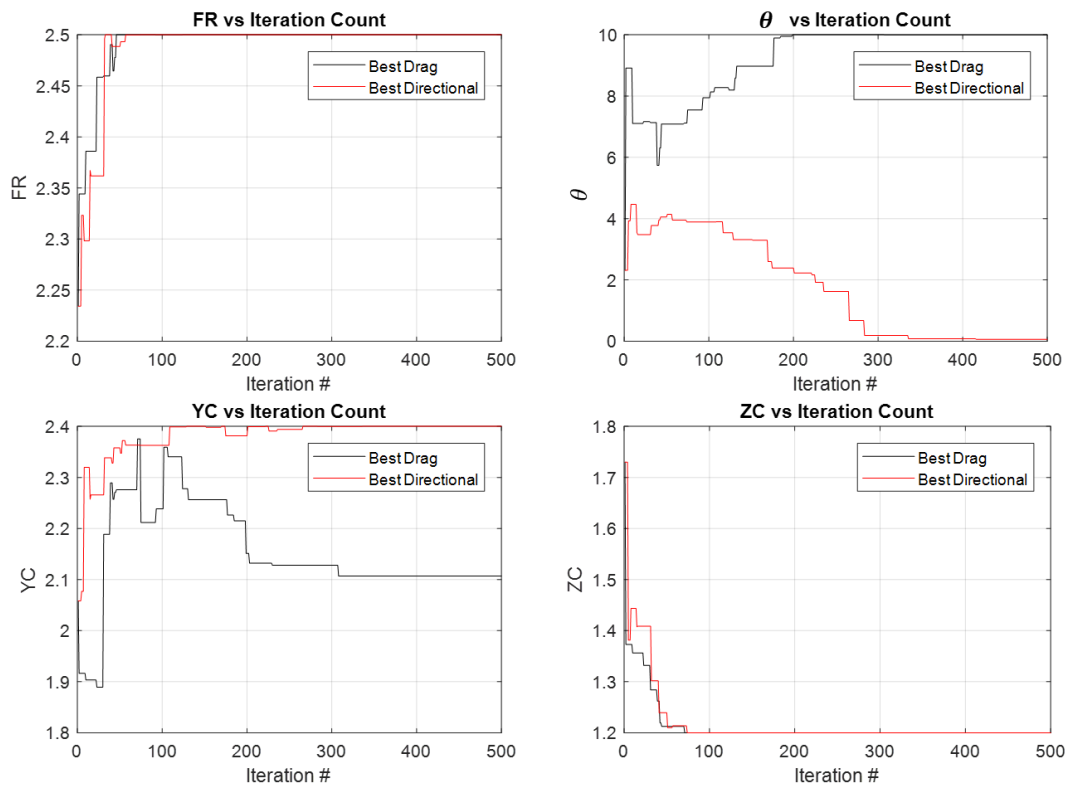 FR vs Iteration Count
2.5
2.45
2.4
2.35
2.3
2.25
2.2
FR
0 100 200 300 400 500
Iteration #
Best Drag
Best Directional
θ vs Iteration Count
10
8
6
4
2
0
θ
0 100 200 300 400 500
Iteration #
Best Drag
Best Directional
YC vs Iteration Count
2.4
2.3
2.2
2.1
2
1.9
1.8
YC
0 100 200 300 400 500
Iteration #
Best Drag
Best Directional
ZC vs Iteration Count
1.8
1.7
1.6
1.5
1.4
1.3
1.2
ZC
0 100 200 300 400 500
Iteration #
Best Drag
Best Directional